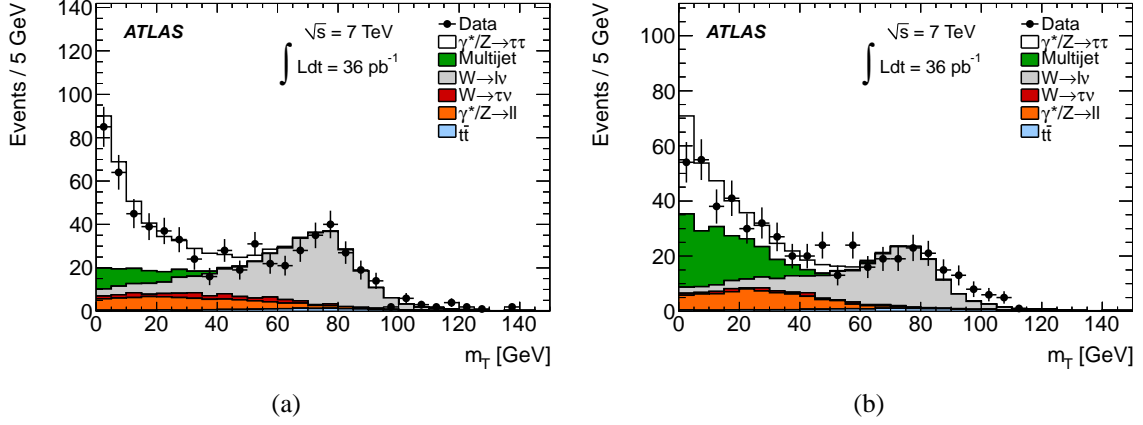 Events / 5 GeV
140
120
100
80
60
40
20
0
0 20 40 60 80 100 120 140
m_T [GeV]
ATLAS
√s = 7 TeV
∫ Ldt = 36 pb⁻¹
Data
γ*/Z→ττ
Multijet
W→lν
W→τν
γ*/Z→ll
tt̄
(a)
Events / 5 GeV
100
80
60
40
20
0
0 20 40 60 80 100 120 140
m_T [GeV]
ATLAS
√s = 7 TeV
∫ Ldt = 36 pb⁻¹
Data
γ*/Z→ττ
Multijet
W→lν
W→τν
γ*/Z→ll
tt̄
(b)